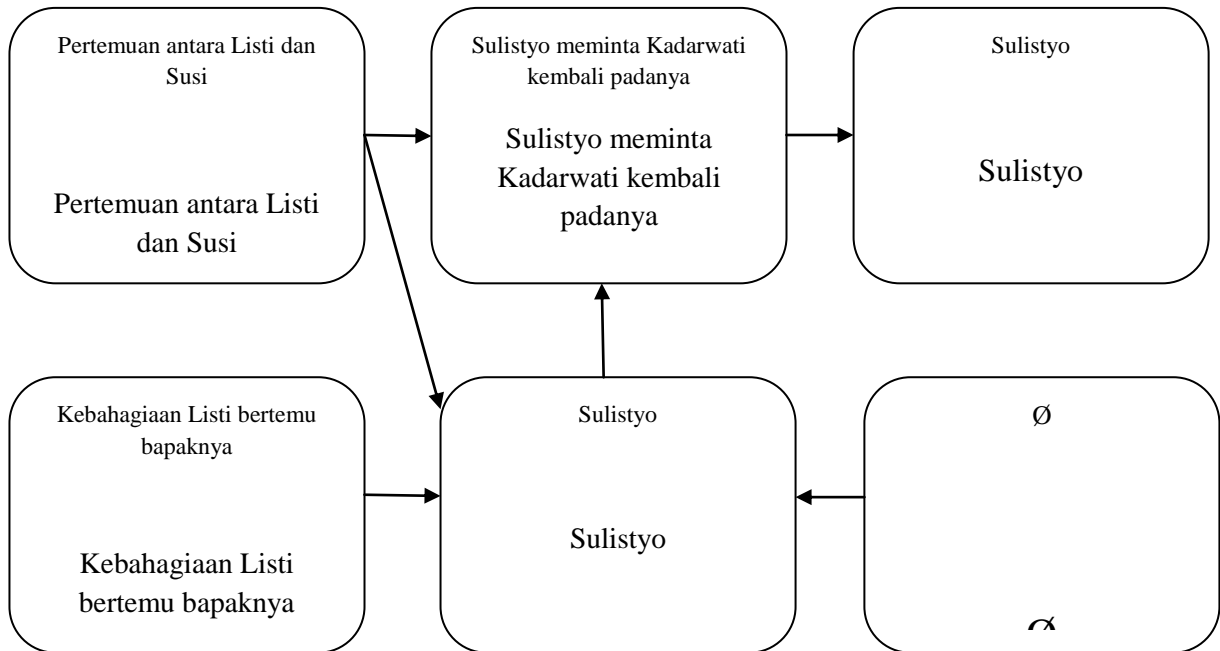 Pertemuan antara Listi dan
Susi
Pertemuan antara Listi
dan Susi
Sulistyo meminta Kadarwati
kembali padanya
Sulistyo meminta
Kadarwati kembali
padanya
Sulistyo
Sulistyo
Kebahagiaan Listi bertemu
bapaknya
Kebahagiaan Listi
bertemu bapaknya
Sulistyo
Sulistyo
Ø
Ø